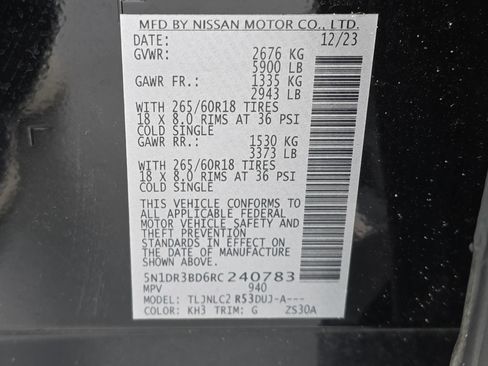 MFD BY NISSAN MOTOR CO., LTD.
DATE: 12/23
GVWR: 2676 KG
5900 LB
GAWR FR.: 1335 KG
2943 LB
WITH 265/60R18 TIRES
18 X 8.0 RIMS AT 36 PSI
COLD SINGLE
GAWR RR.: 1530 KG
3373 LB
WITH 265/60R18 TIRES
18 X 8.0 RIMS AT 36 PSI
COLD SINGLE
THIS VEHICLE CONFORMS TO
ALL APPLICABLE FEDERAL
MOTOR VEHICLE SAFETY AND
THEFT PREVENTION
STANDARDS IN EFFECT ON
THE DATE OF MANUFACTURE
SHOWN ABOVE.
5N1DR3BD6RC240783
MPV 940
MODEL: TLJNLC2 R53DUJ-A---
COLOR: KH3 TRIM: G ZS30A